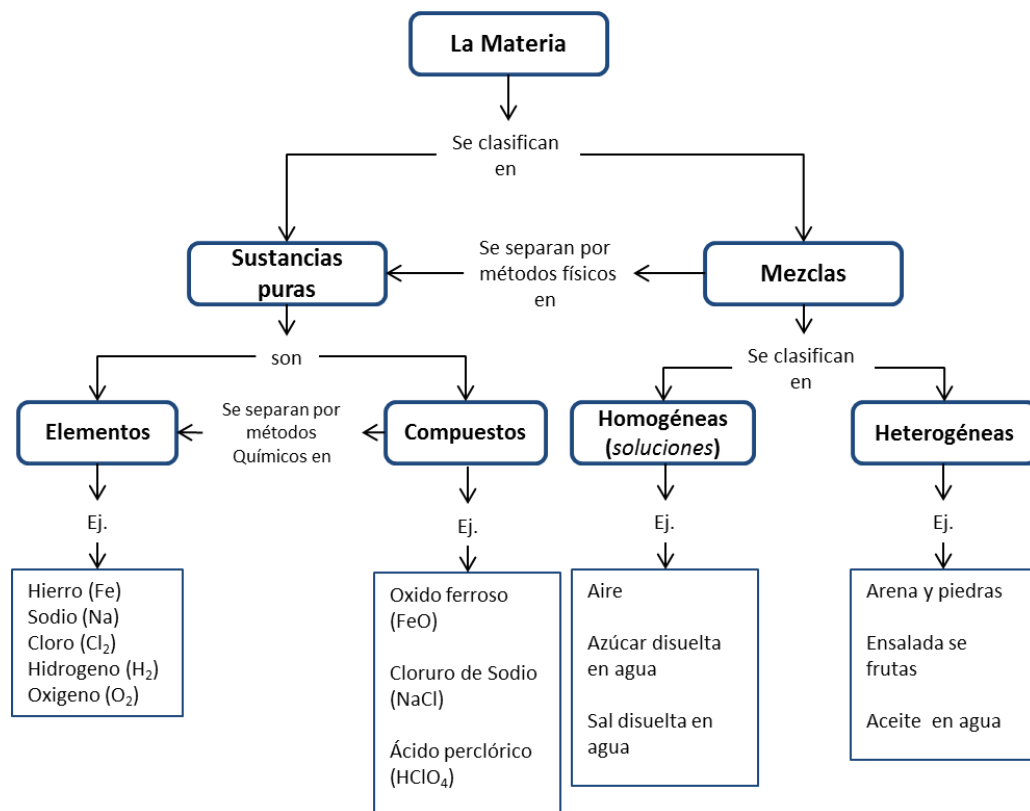 La Materia
Se clasifican
en
Sustancias
puras
Se separan por
métodos físicos
en
Mezclas
son
Se clasifican
en
Elementos
Se separan por
métodos
Químicos en
Compuestos
Homogéneas
(soluciones)
Heterogéneas
Ej.
Ej.
Ej.
Ej.
Hierro (Fe)
Sodio (Na)
Cloro (Cl₂)
Hidrogeno (H₂)
Oxigeno (O₂)
Oxido ferroso
(FeO)
Cloruro de Sodio
(NaCl)
Ácido perclórico
(HClO₄)
Aire
Azúcar disuelta
en agua
Sal disuelta en
agua
Arena y piedras
Ensalada se
frutas
Aceite en agua